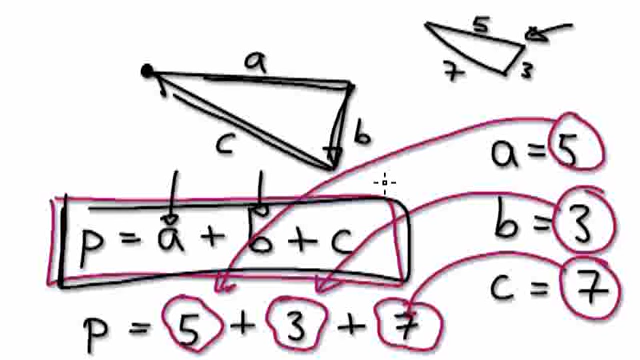 5
7 3
a
c b
a = 5
p = a + b + c
b = 3
c = 7
p = 5 + 3 + 7